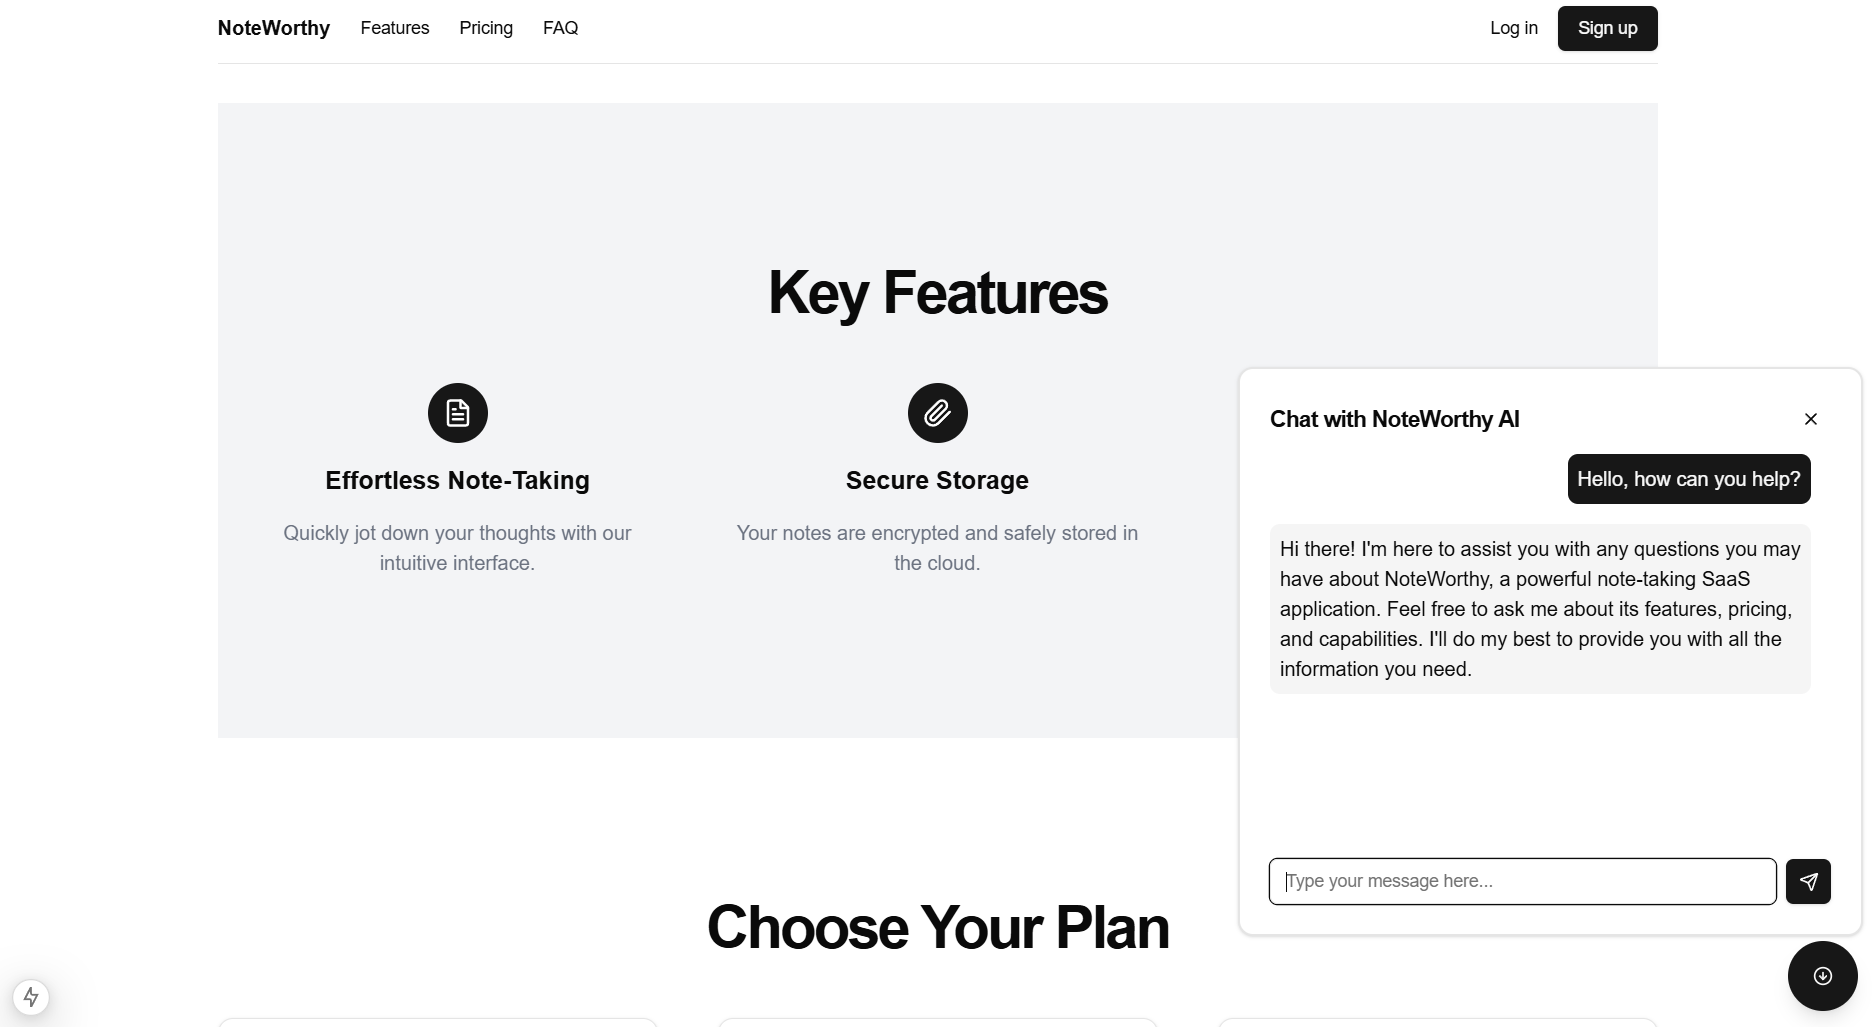 NoteWorthy
Features
Pricing
FAQ
Log in
Sign up
Key Features
Effortless Note-Taking
Quickly jot down your thoughts with our
intuitive interface.
Secure Storage
Your notes are encrypted and safely stored in
the cloud.
Choose Your Plan
Chat with NoteWorthy AI
Hello, how can you help?
Hi there! I'm here to assist you with any questions you may
have about NoteWorthy, a powerful note-taking SaaS
application. Feel free to ask me about its features, pricing,
and capabilities. I'll do my best to provide you with all the
information you need.
Type your message here...